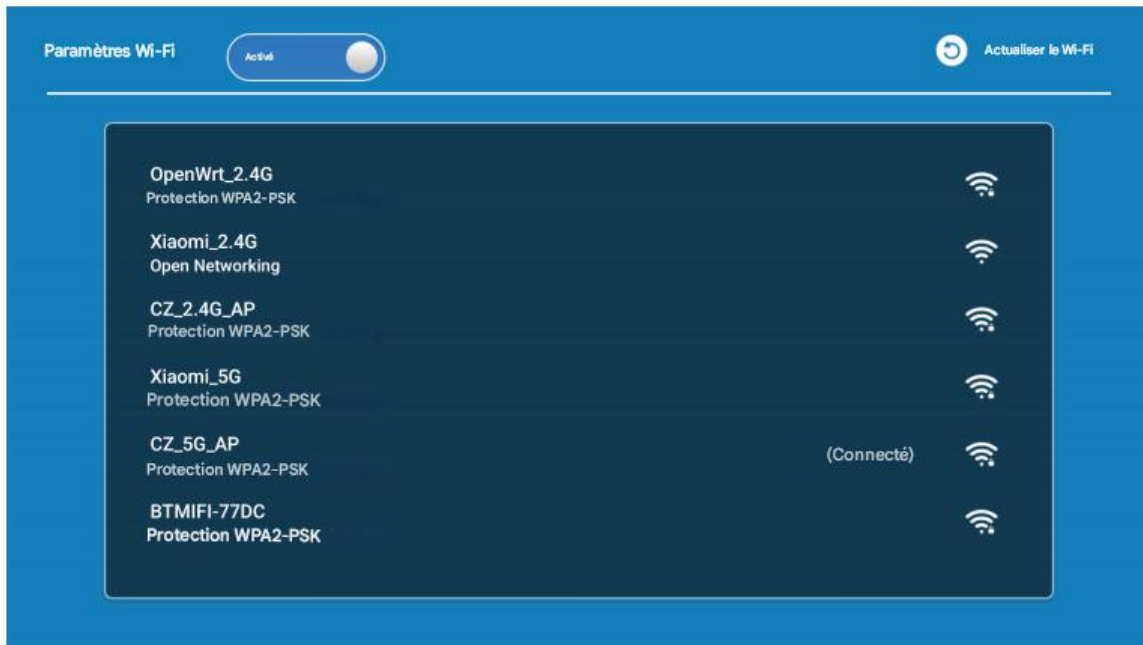 Paramètres Wi-Fi
Activé
Actualiser le Wi-Fi
OpenWrt_2.4G
Protection WPA2-PSK
Xiaomi_2.4G
Open Networking
CZ_2.4G_AP
Protection WPA2-PSK
Xiaomi_5G
Protection WPA2-PSK
CZ_5G_AP
(Connecté)
Protection WPA2-PSK
BTMIFI-77DC
Protection WPA2-PSK